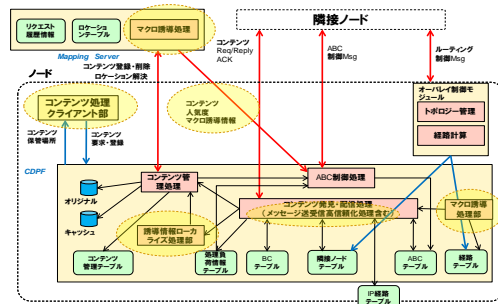 リクエスト
履歴情報
ロケーション
テーブル
マクロ誘導処理
Mapping Server
隣接ノード
コンテンツ登録・削除
ロケーション解決
コンテンツ
Req/Reply
ACK
ABC
制御Msg
ルーティング
制御Msg
ノード
コンテンツ
人気度
マクロ誘導情報
オーバレイ制御モ
ジュール
トポロジー管理
経路計算
コンテンツ処理
クライアント部
コンテンツ
保管場所
コンテンツ
要求・登録
CDPF
コンテンツ管
理処理
ABC制御処理
オリジナル
キャッシュ
コンテンツ発見・配信処理
(メッセージ送受信高信頼化処理含む)
マクロ誘導
処理部
誘導情報ローカ
ライズ処理部
コンテンツ
管理テーブル
処理負
荷情報
テーブル
BC
テーブル
隣接ノード
テーブル
ABC
テーブル
経路
テーブル
IP経路
テーブル